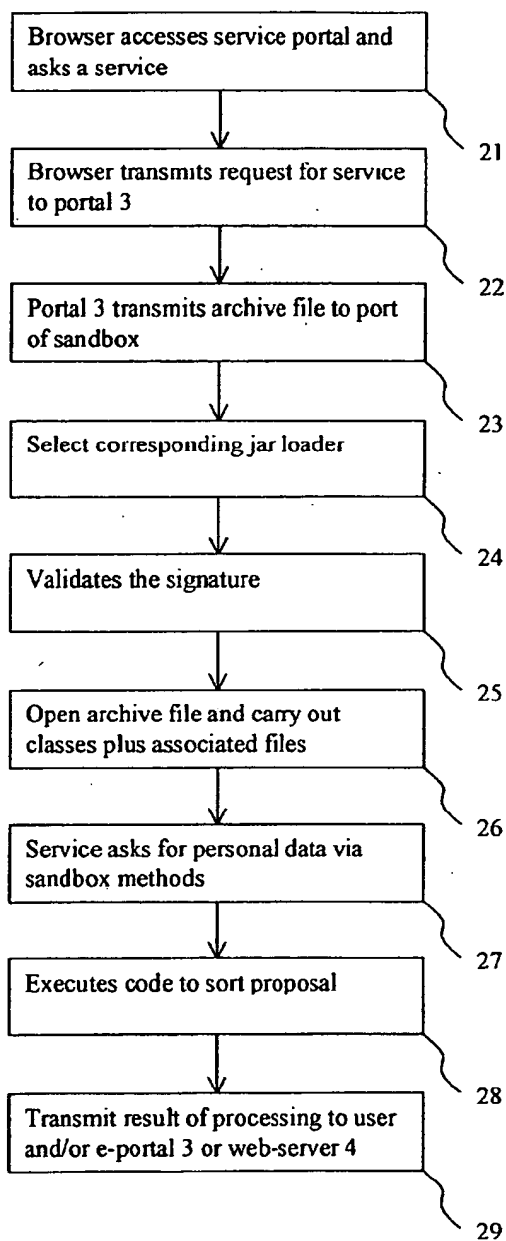 Browser accesses service portal and
asks a service
21
Browser transmits request for service
to portal 3
22
Portal 3 transmits archive file to port
of sandbox
23
Select corresponding jar loader
24
Validates the signature
25
Open archive file and carry out
classes plus associated files
26
Service asks for personal data via
sandbox methods
27
Executes code to sort proposal
28
Transmit result of processing to user
and/or e-portal 3 or web-server 4
29